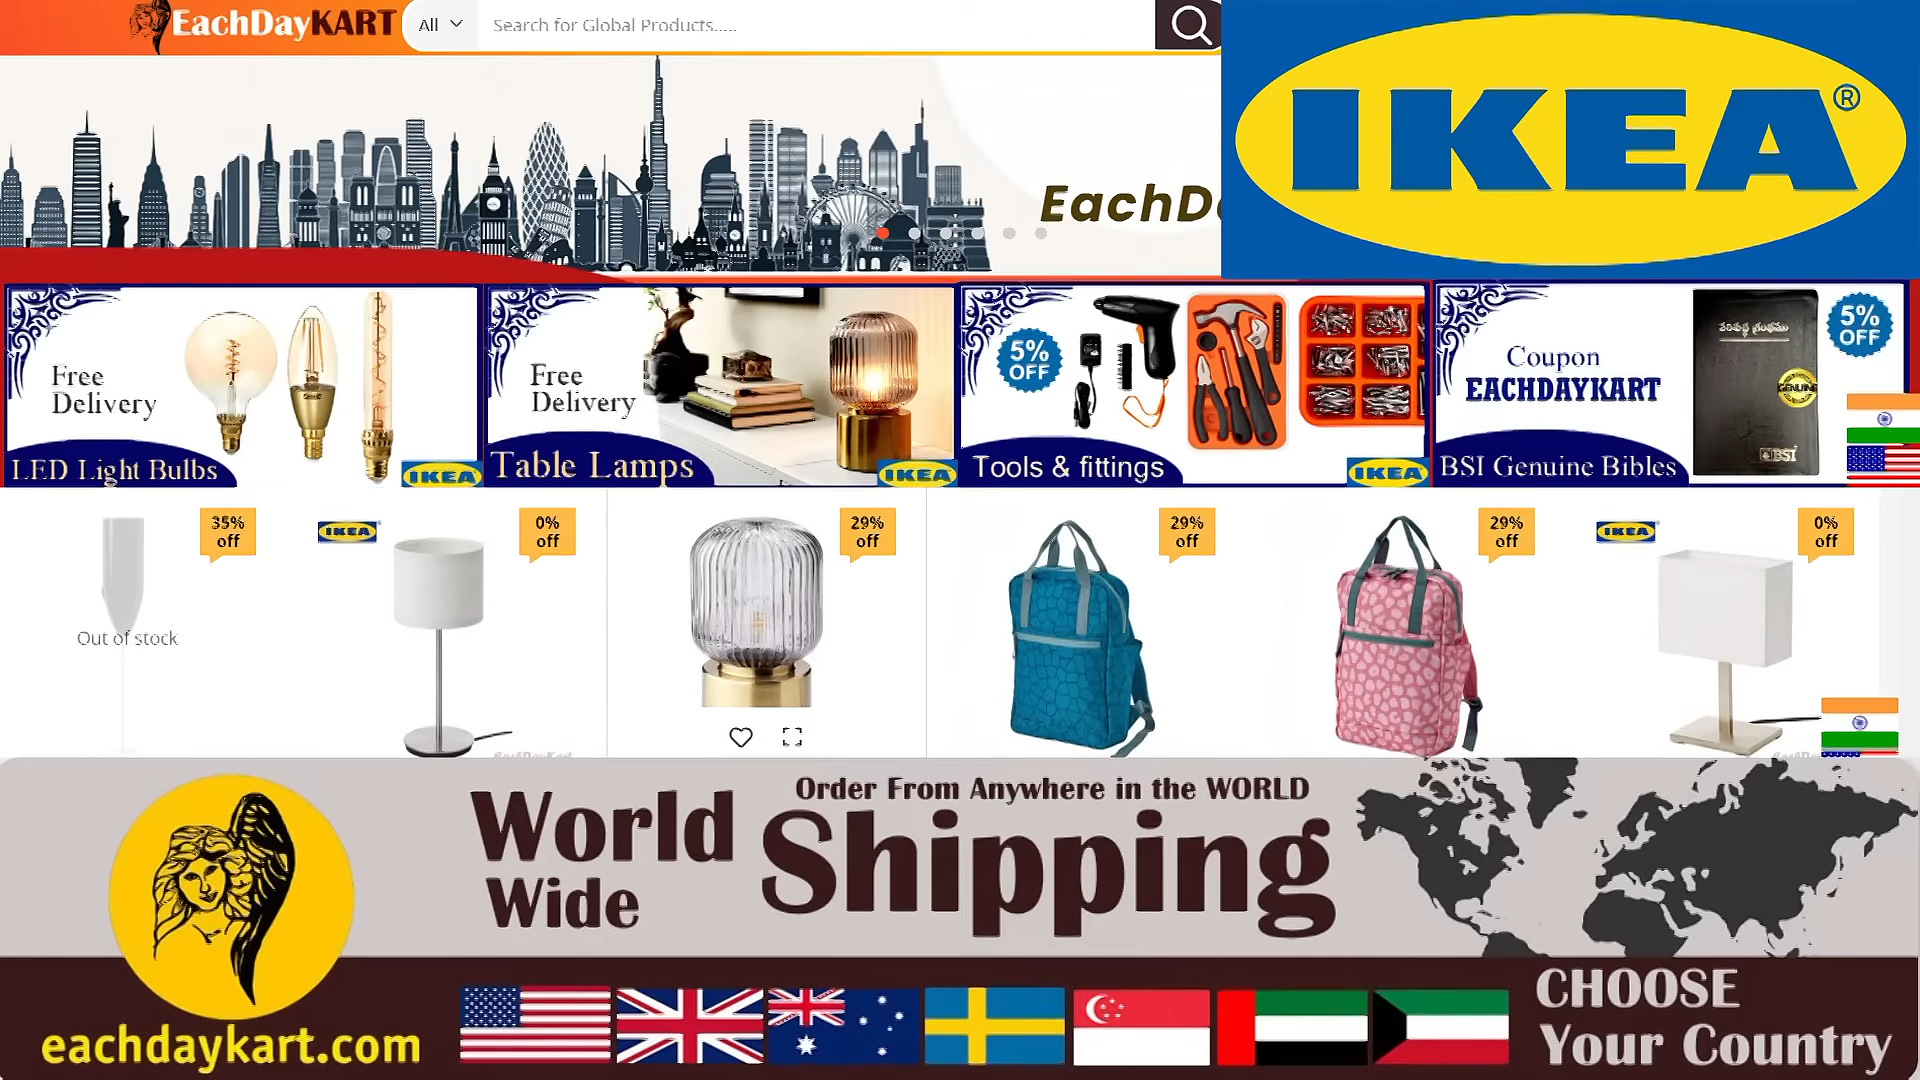 EachDayKART
All
Search for Global Products.....
IKEA®
EachD
Free
Delivery
LED Light Bulbs
IKEA
Free
Delivery
Table Lamps
IKEA
5%
OFF
Tools & fittings
IKEA
Coupon
EACHDAYKART
BSI Genuine Bibles
GENUINE
BSI
5%
OFF
35%
off
Out of stock
IKEA
0%
off
29%
off
29%
off
29%
off
IKEA
0%
off
Order From Anywhere in the WORLD
World
Wide
Shipping
eachdaykart.com
CHOOSE
Your Country